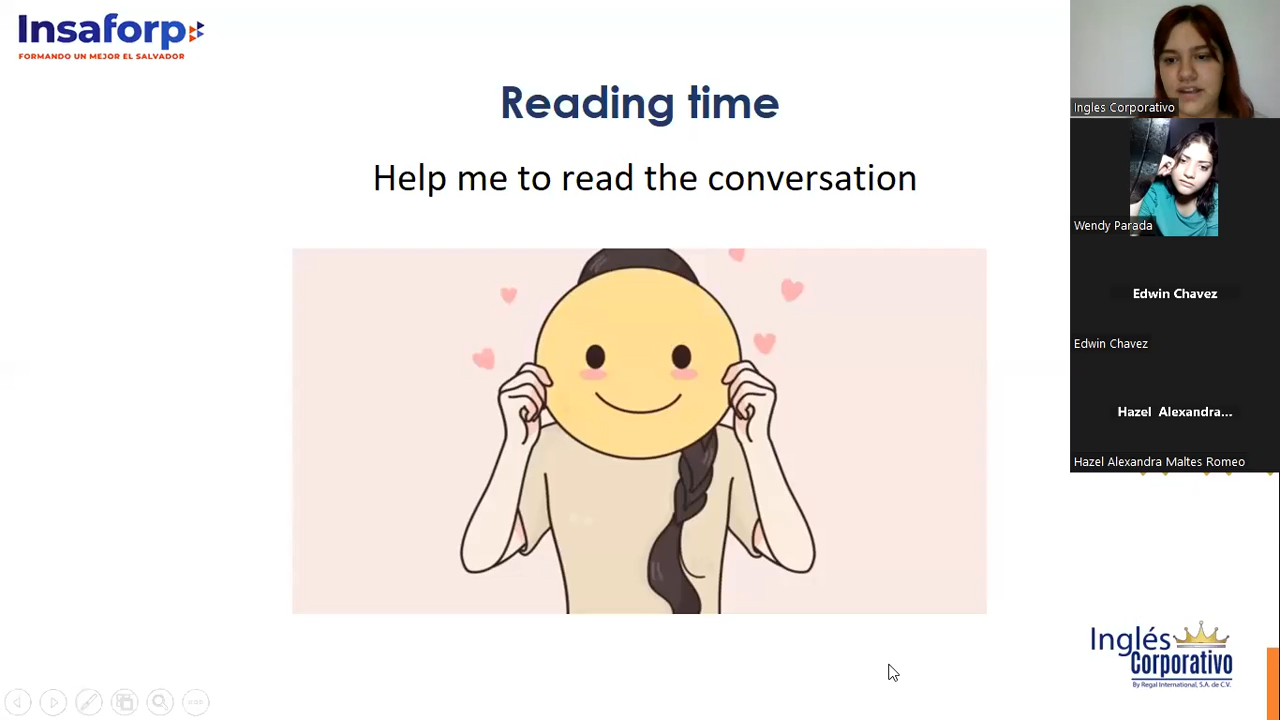 Insaforp
FORMANDO UN MEJOR EL SALVADOR
Reading time
Help me to read the conversation
Ingles Corporativo
Wendy Parada
Edwin Chavez
Edwin Chavez
Hazel Alexandra...
Hazel Alexandra Maltes Romeo
Inglés
Corporativo
By Regal International, S.A. de C.V.